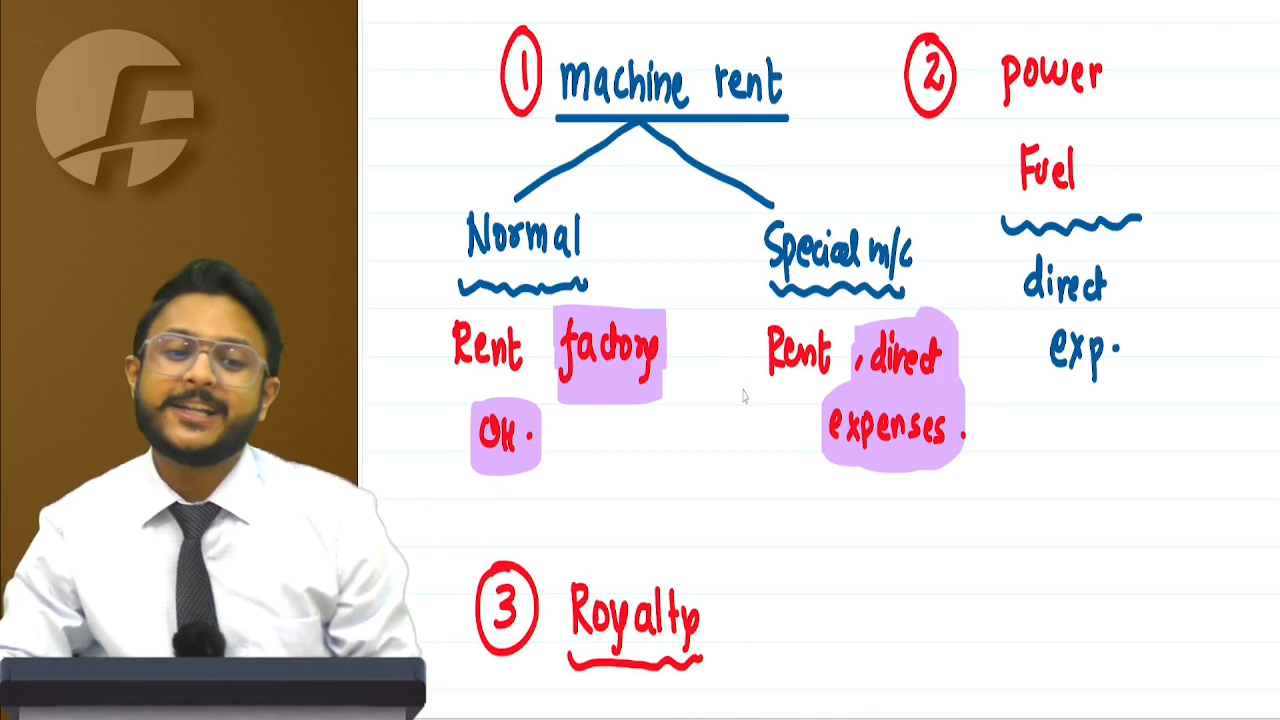 1 machine rent
Normal
Rent factory
OH.
Special m/c
Rent, direct
expenses.
2 power
Fuel
direct
exp.
3 Royalty